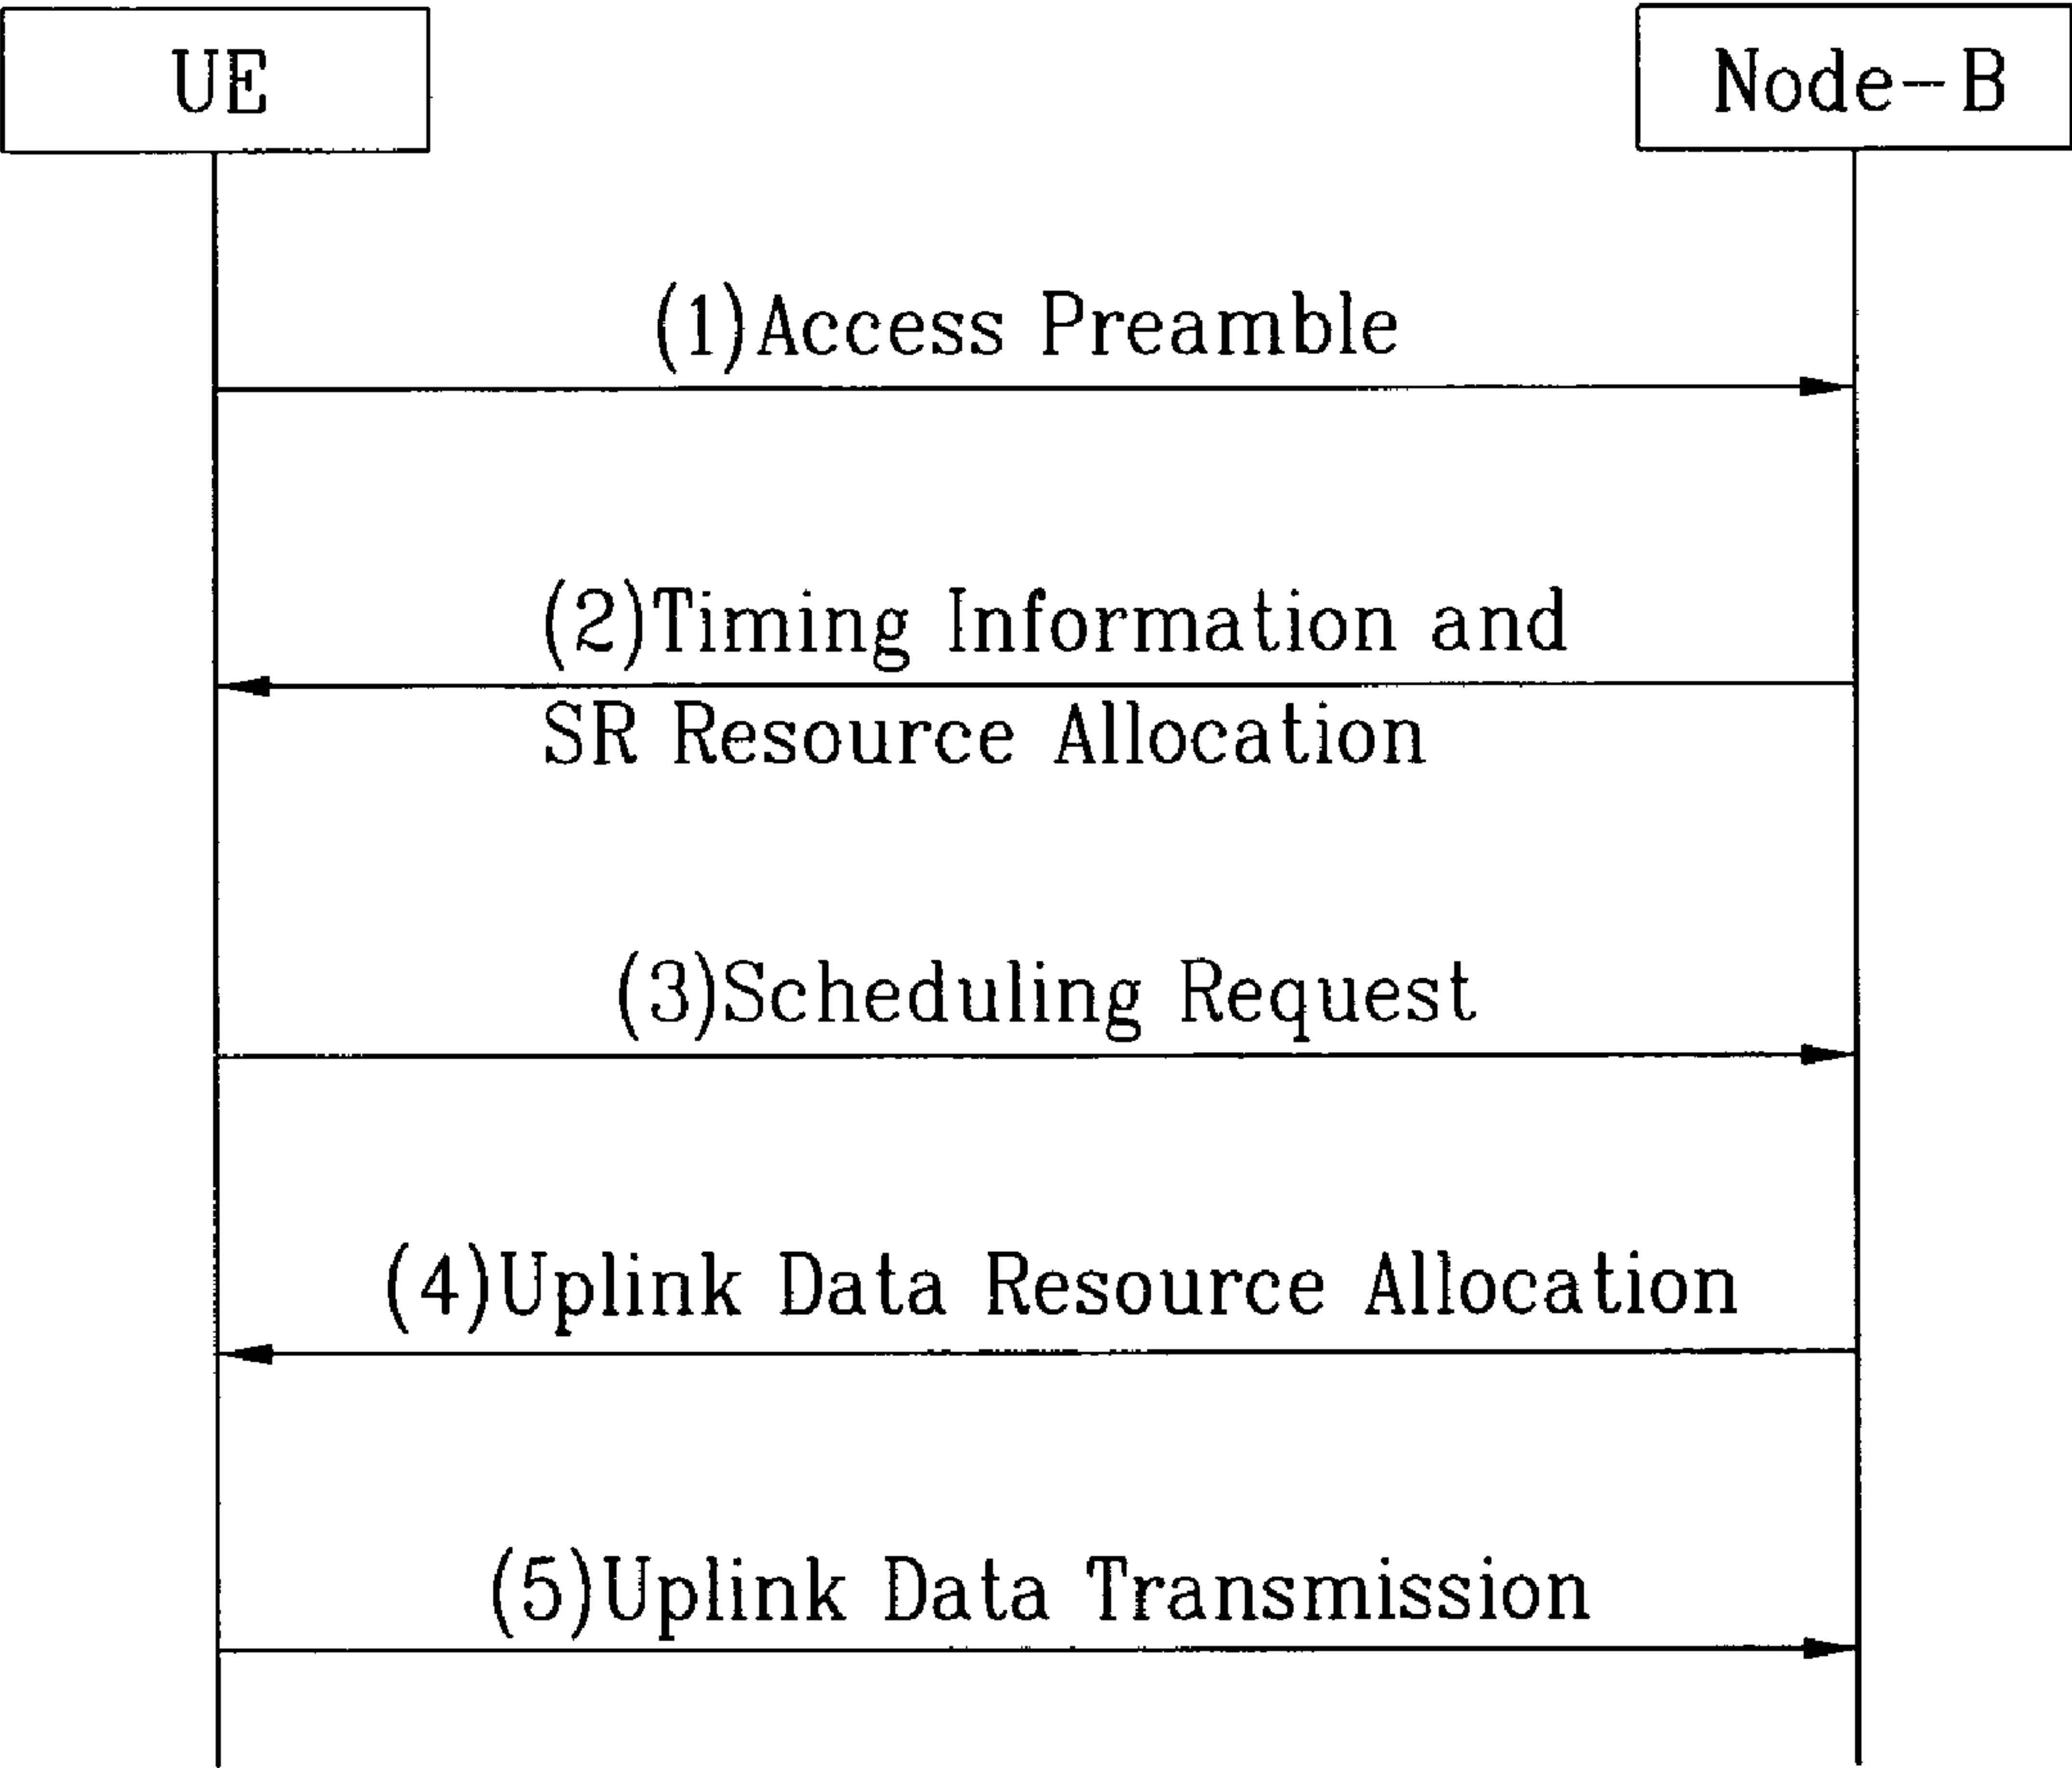 UE
Node-B
(1)Access Preamble
(2)Timing Information and
SR Resource Allocation
(3)Scheduling Request
(4)Uplink Data Resource Allocation
(5)Uplink Data Transmission